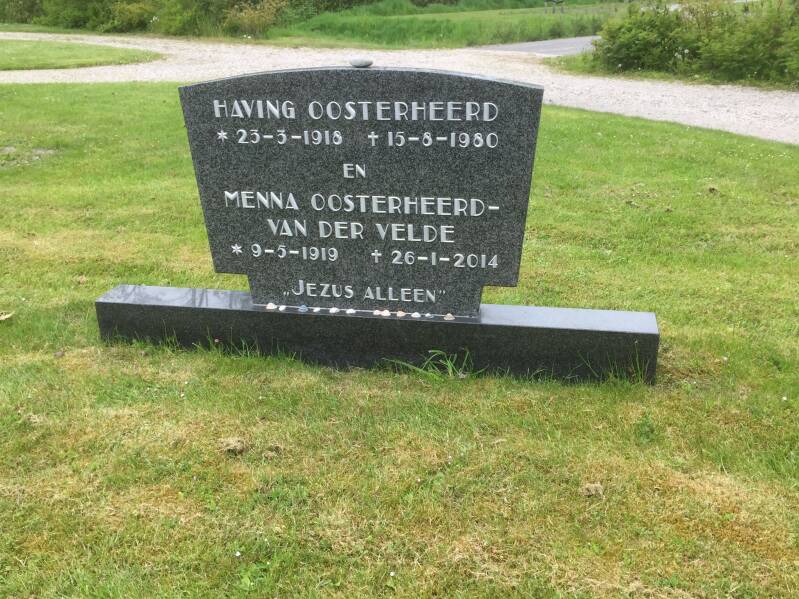 HAVING OOSTERHEERD
* 23-3-1918 ✝ 15-8-1980
EN
MENNA OOSTERHEERD-
VAN DER VELDE
* 9-5-1919 ✝ 26-1-2014
„JEZUS ALLEEN"